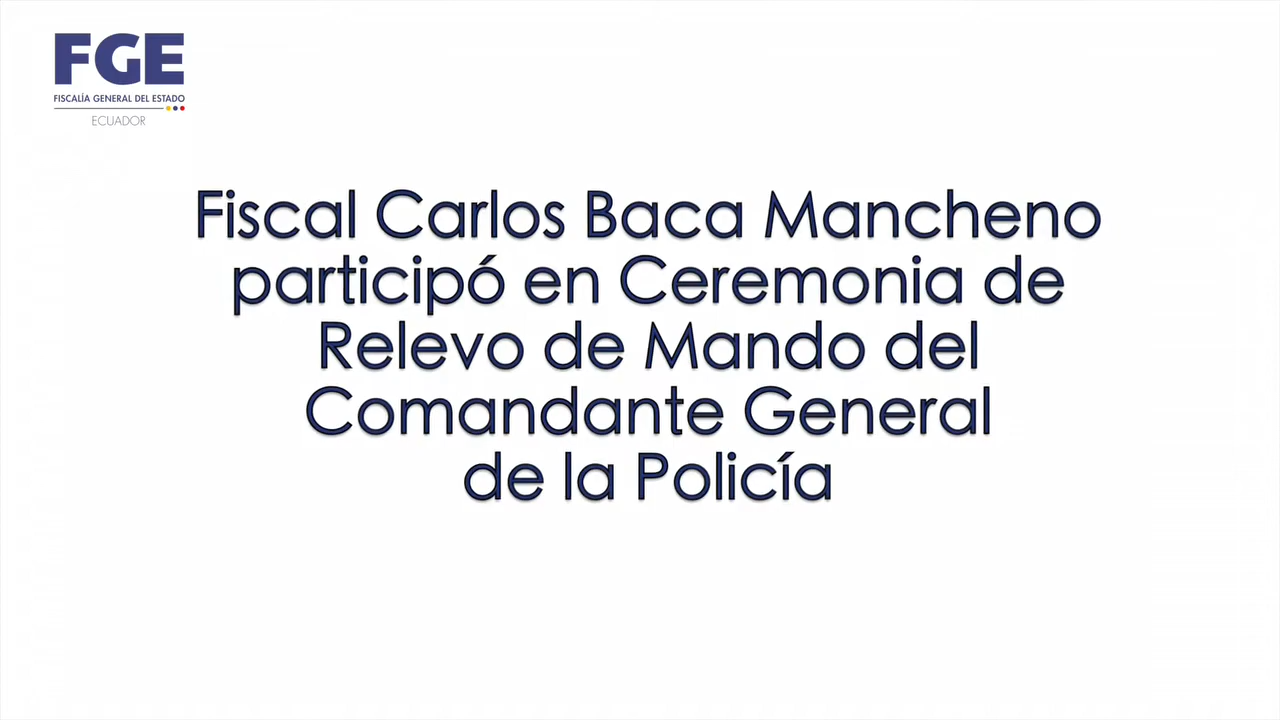 FGE
FISCALÍA GENERAL DEL ESTADO
ECUADOR
Fiscal Carlos Baca Mancheno
participó en Ceremonia de
Relevo de Mando del
Comandante General
de la Policía